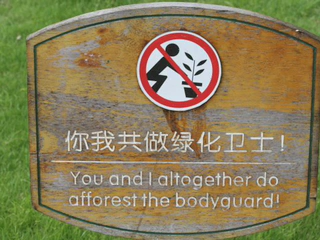 你我共做绿化卫士!
You and I altogether do
afforest the bodyguard!